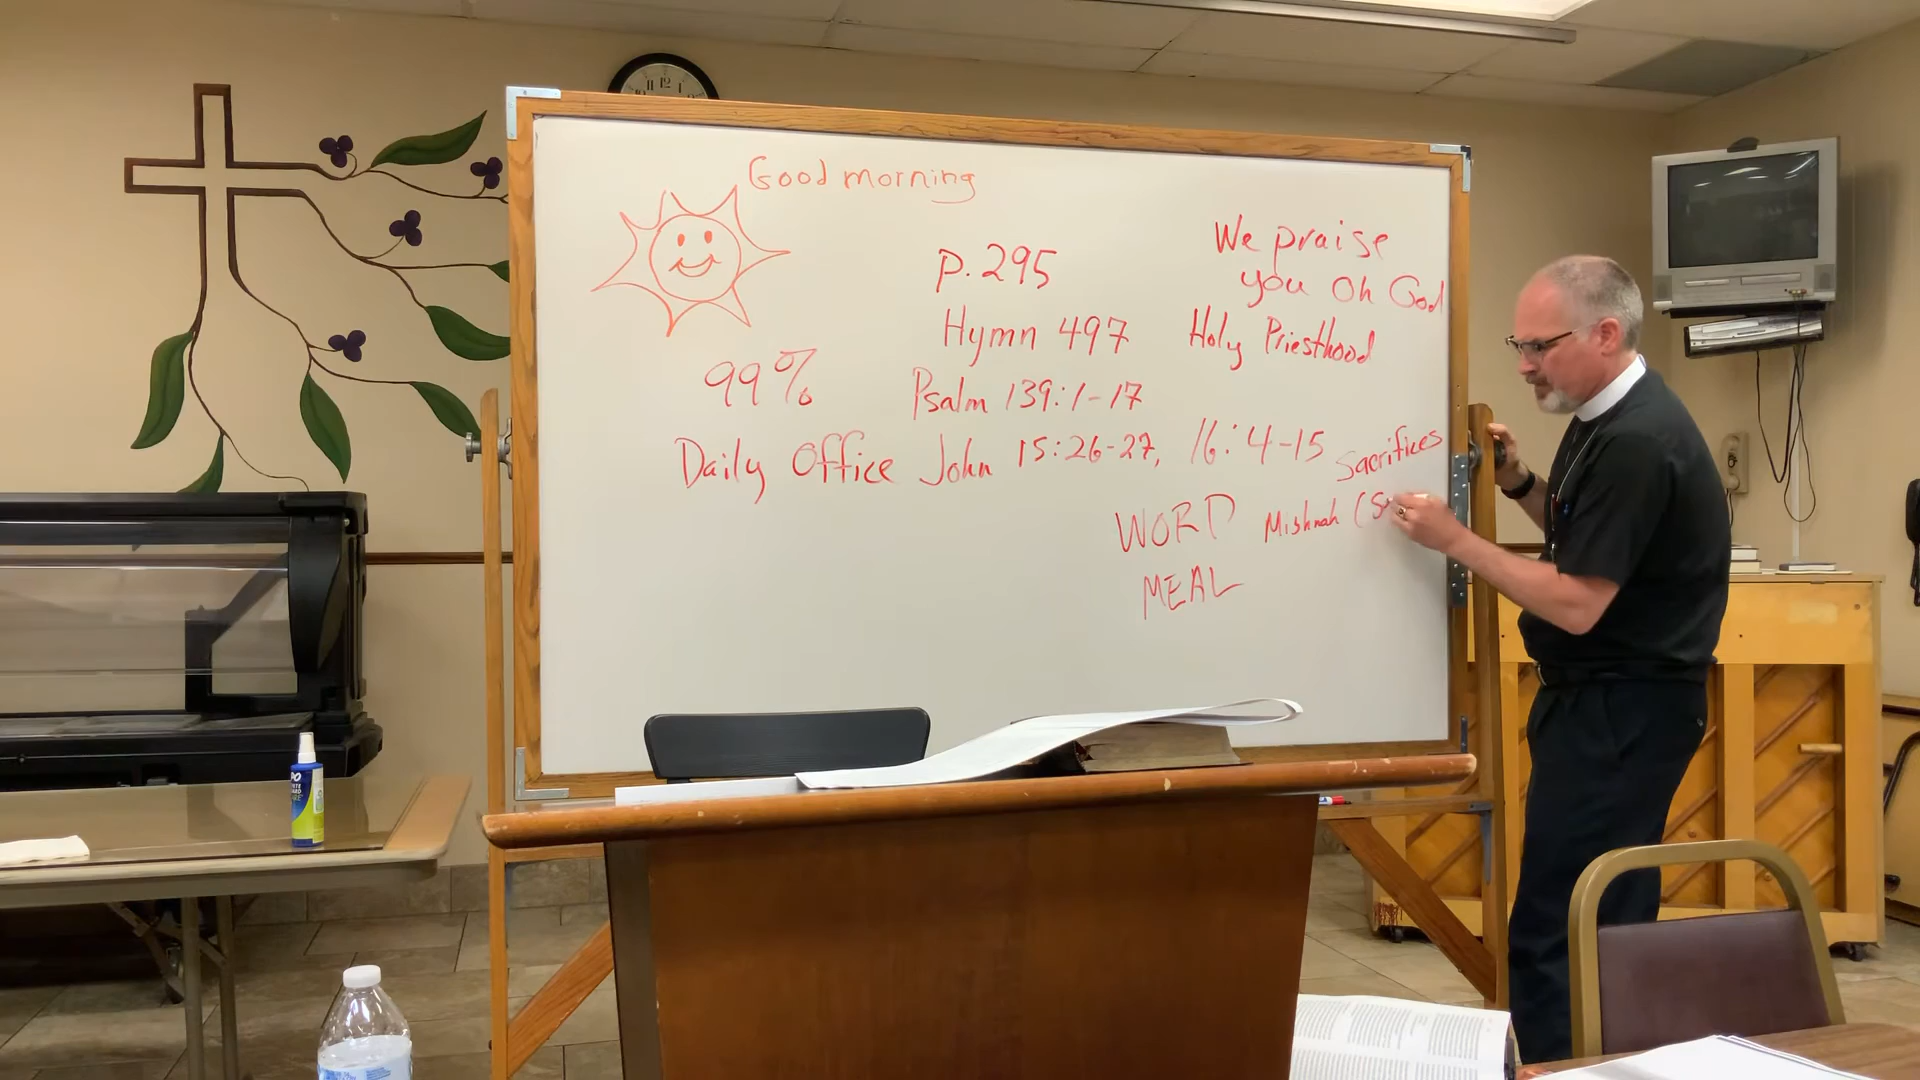 Good morning
We praise
you Oh God
p. 295
Hymn 497 Holy Priesthood
99%
Psalm 139:1-17
Daily Office John 15:26-27, 16:4-15
Sacrifices
WORD Mishnah (S
MEAL